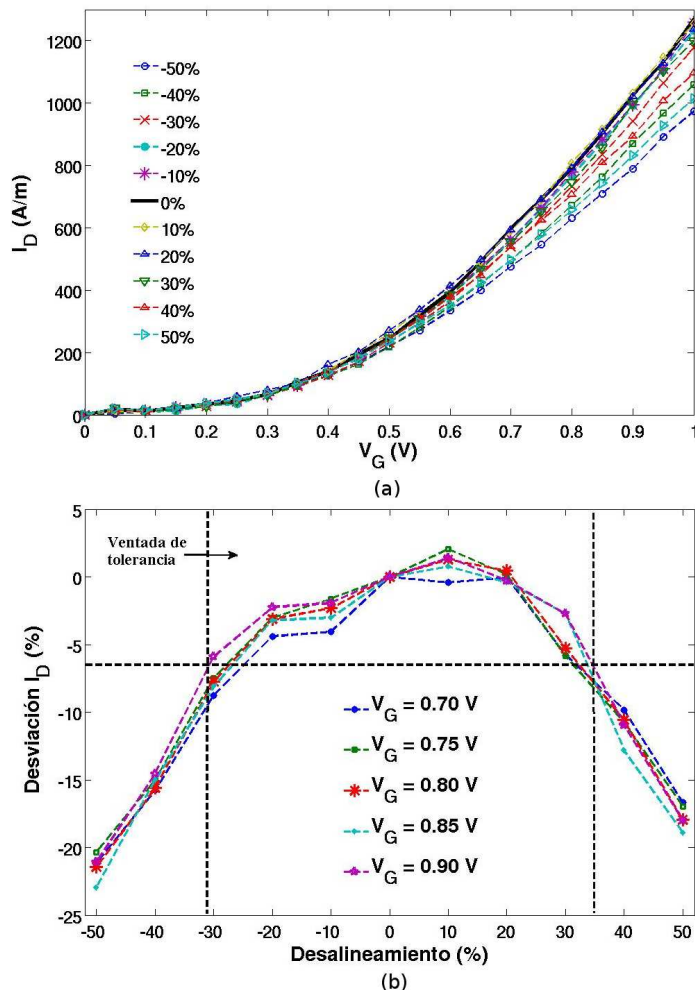 1200
1000
800
600
400
200
0
I_D (A/m)
-50%
-40%
-30%
-20%
-10%
0%
10%
20%
30%
40%
50%
0 0.1 0.2 0.3 0.4 0.5 0.6 0.7 0.8 0.9 1
V_G (V)
(a)
5
0
-5
-10
-15
-20
-25
Desviación I_D (%)
Ventada de
tolerancia
V_G = 0.70 V
V_G = 0.75 V
V_G = 0.80 V
V_G = 0.85 V
V_G = 0.90 V
-50 -40 -30 -20 -10 0 10 20 30 40 50
Desalineamiento (%)
(b)